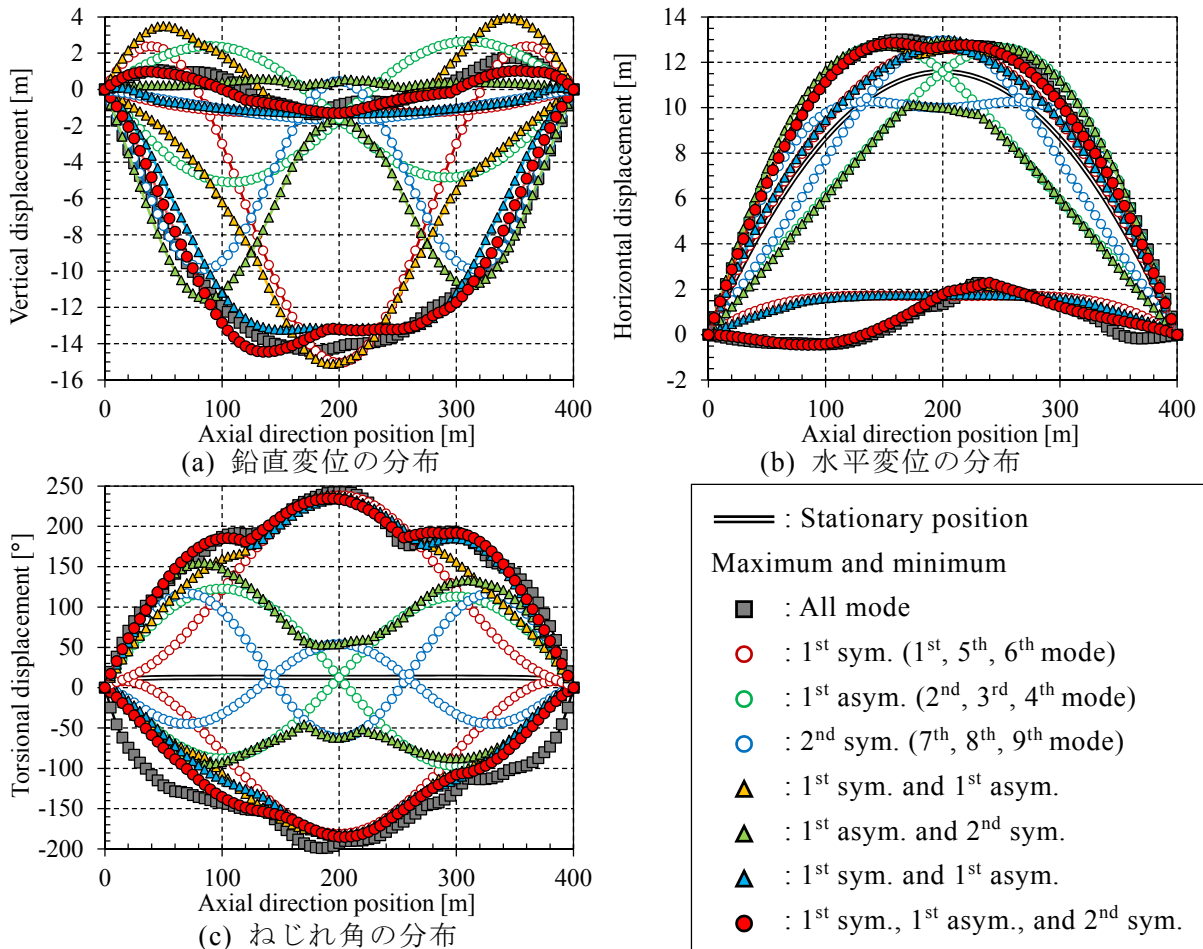 4
2
0
-2
-4
-6
-8
-10
-12
-14
-16
Vertical displacement [m]
0 100 200 300 400
Axial direction position [m]
(a) 鉛直変位の分布
14
12
10
8
6
4
2
0
-2
Horizontal displacement [m]
0 100 200 300 400
Axial direction position [m]
(b) 水平変位の分布
250
200
150
100
50
0
-50
-100
-150
-200
Torsional displacement [°]
0 100 200 300 400
Axial direction position [m]
(c) ねじれ角の分布
: Stationary position
Maximum and minimum
: All mode
: 1st sym. (1st, 5th, 6th mode)
: 1st asym. (2nd, 3rd, 4th mode)
: 2nd sym. (7th, 8th, 9th mode)
: 1st sym. and 1st asym.
: 1st asym. and 2nd sym.
: 1st sym. and 1st asym.
: 1st sym., 1st asym., and 2nd sym.